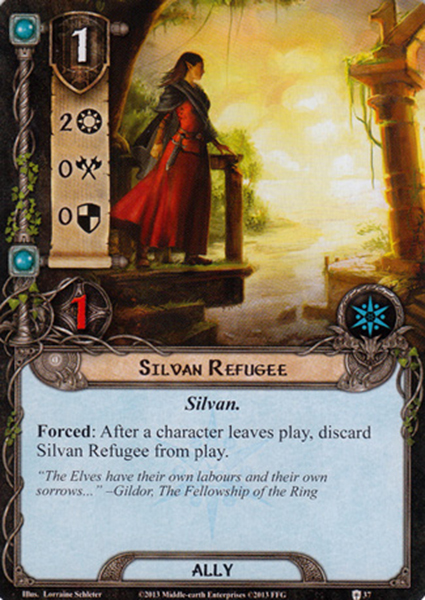 1
2
0
0
1
Silvan Refugee
Silvan.
Forced: After a character leaves play, discard
Silvan Refugee from play.
“The Elves have their own labours and their own
sorrows...” –Gildor, The Fellowship of the Ring
ALLY
Illus. Lorraine Schleter ©2013 Middle-earth Enterprises ©2013 FFG 37